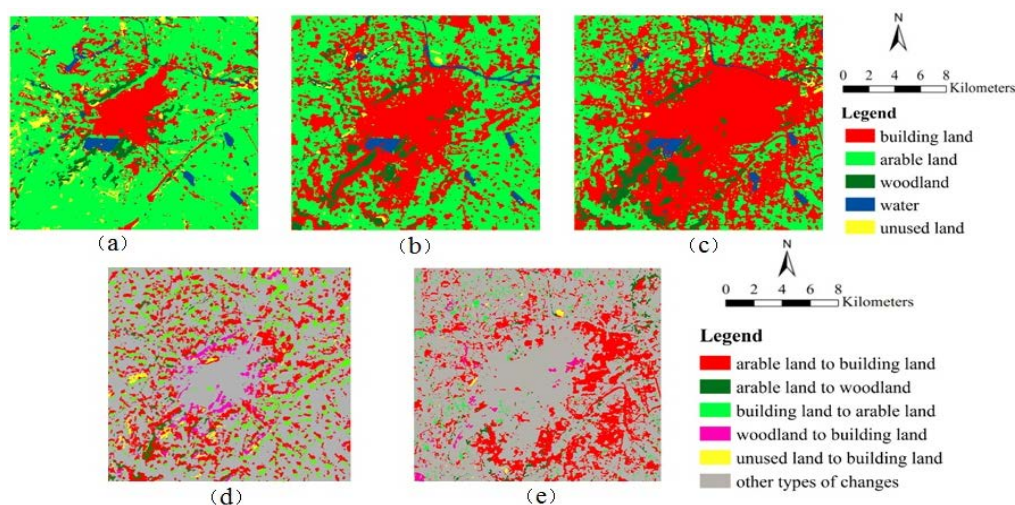 N
0 2 4 6 8
Kilometers
Legend
building land
arable land
woodland
water
unused land
(a)
(b)
(c)
N
0 2 4 6 8
Kilometers
Legend
arable land to building land
arable land to woodland
building land to arable land
woodland to building land
unused land to building land
other types of changes
(d)
(e)